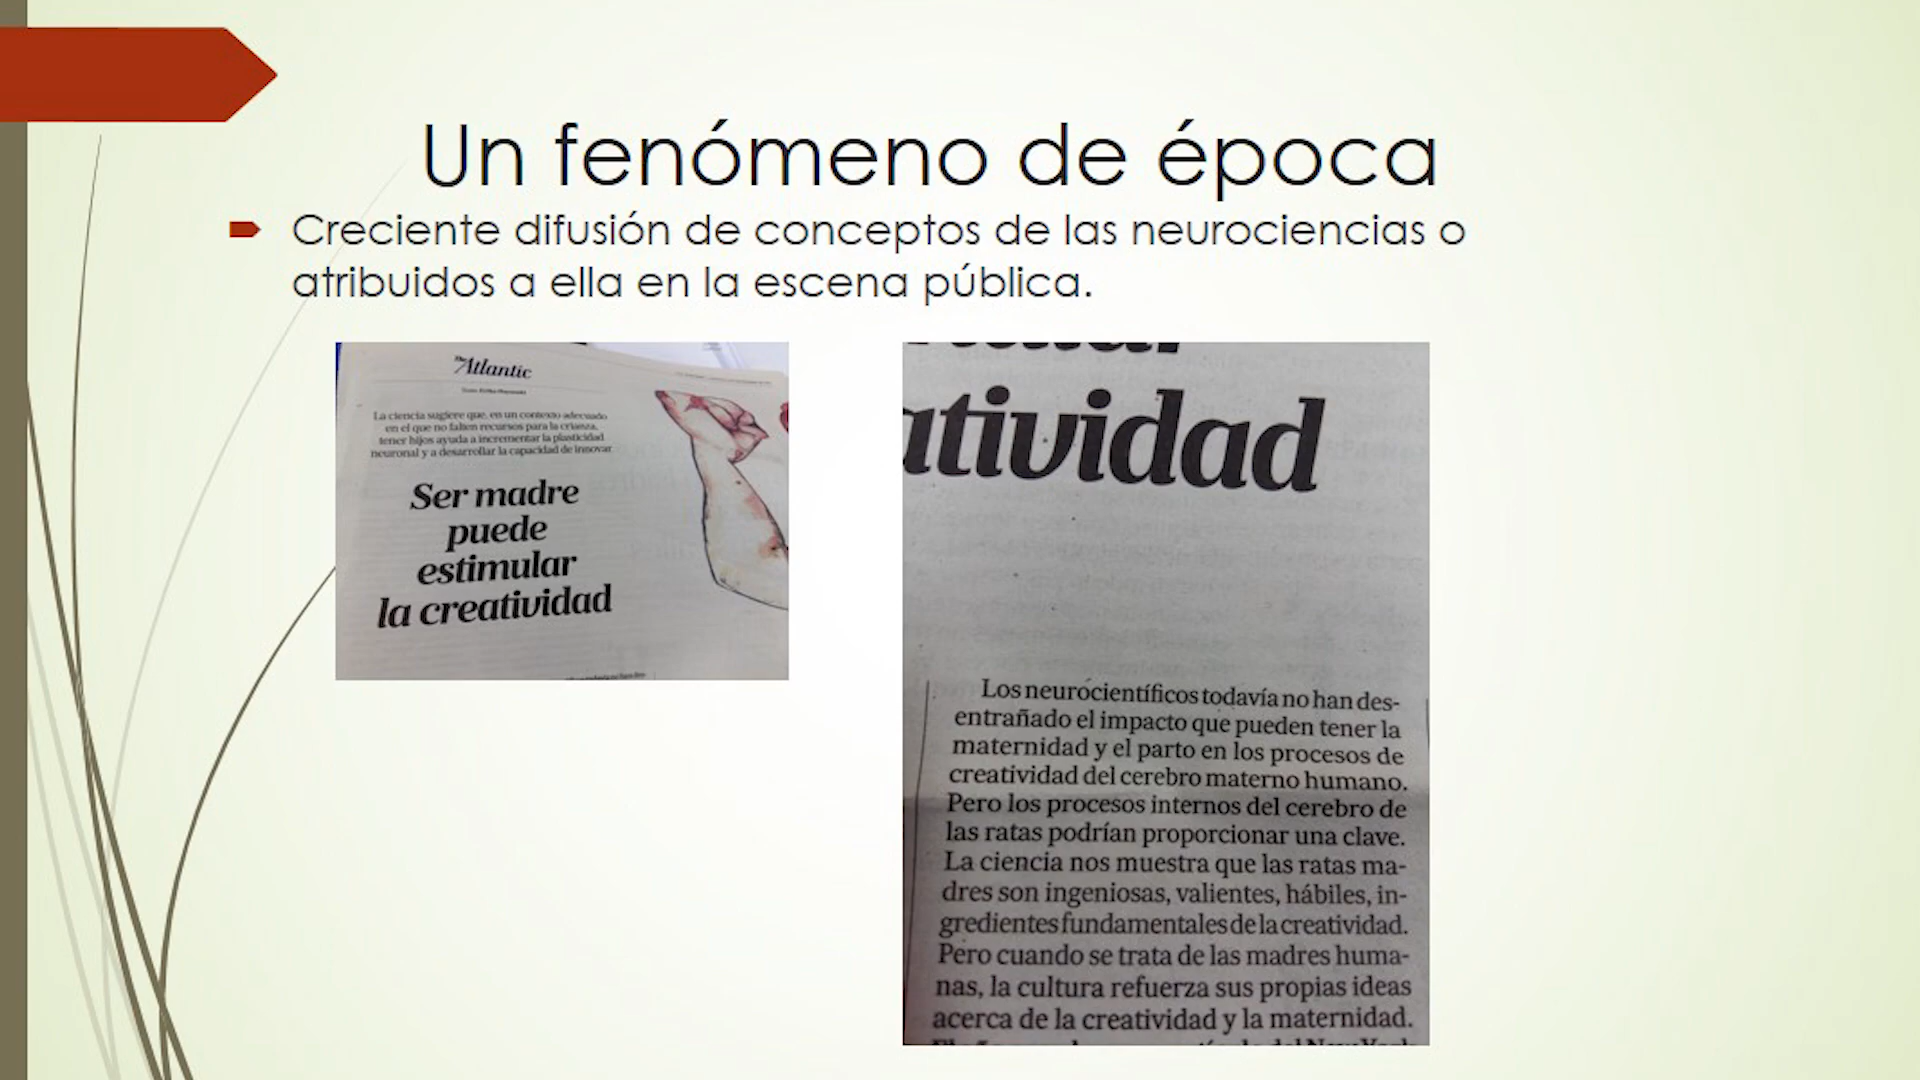 Un fenómeno de época
Creciente difusión de conceptos de las neurociencias o
atribuidos a ella en la escena pública.
The Atlantic
La ciencia sugiere que, en un contexto adecuado
en el que no falten recursos para la crianza,
tener hijos ayuda a incrementar la plasticidad
neuronal y a desarrollar la capacidad de innovar
Ser madre
puede
estimular
la creatividad
atividad
Los neurocientíficos todavía no han des-
entrañado el impacto que pueden tener la
maternidad y el parto en los procesos de
creatividad del cerebro materno humano.
Pero los procesos internos del cerebro de
las ratas podrían proporcionar una clave.
La ciencia nos muestra que las ratas ma-
dres son ingeniosas, valientes, hábiles, in-
gredientes fundamentales de la creatividad.
Pero cuando se trata de las madres huma-
nas, la cultura refuerza sus propias ideas
acerca de la creatividad y la maternidad.